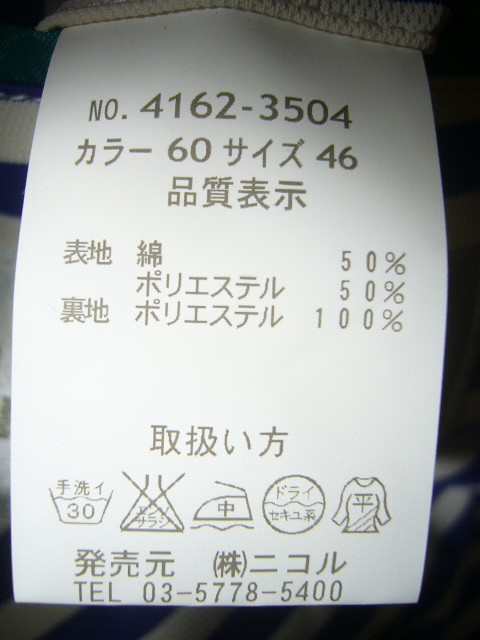 NO. 4162-3504
カラー 60 サイズ 46
品質表示
表地 綿 50%
ポリエステル 50%
裏地 ポリエステル 100%
取扱い方
手洗イ 30
エンソ サラシ
中
ドライ セキユ系
平
発売元 ㈱ニコル
TEL 03-5778-5400